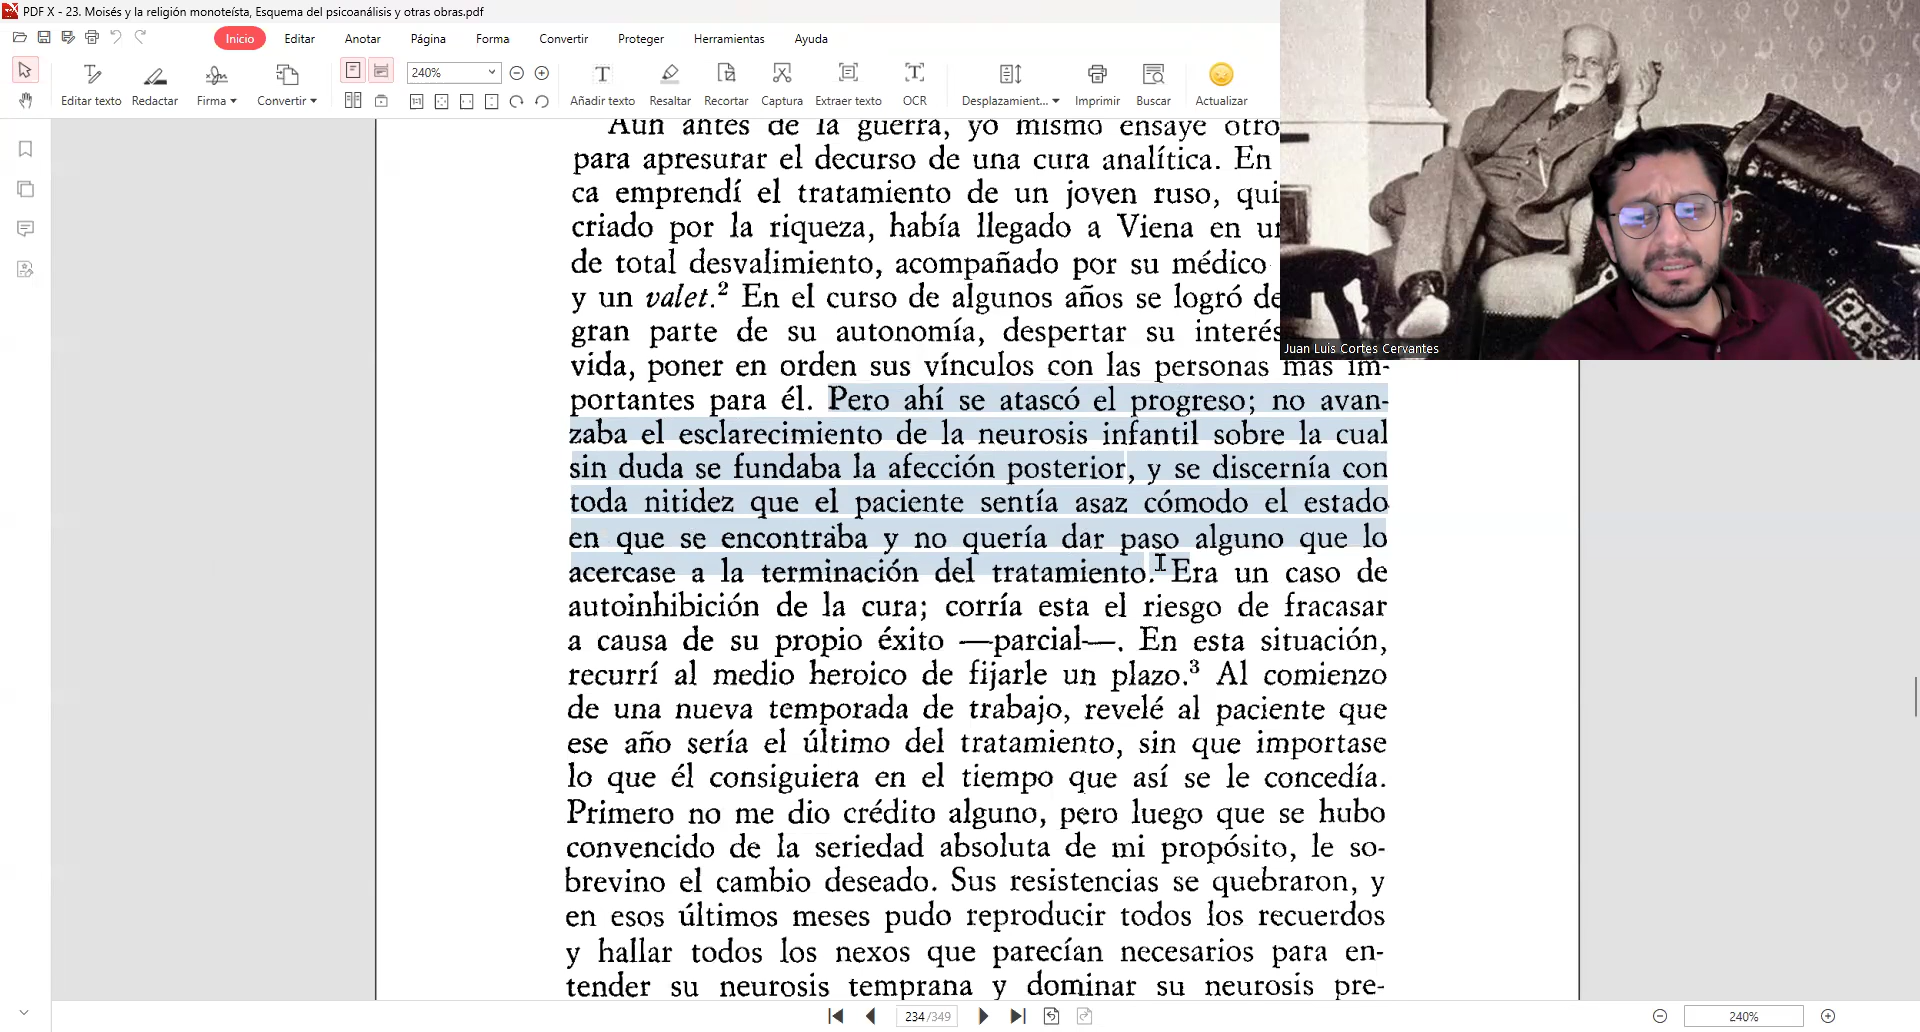 PDF X - 23. Moisés y la religión monoteísta, Esquema del psicoanálisis y otras obras.pdf
Inicio Editar Anotar Página Forma Convertir Proteger Herramientas Ayuda
240%
Editar texto Redactar Firma Convertir Añadir texto Resaltar Recortar Captura Extraer texto OCR Desplazamient... Imprimir Buscar Actualizar
Aun antes de la guerra, yo mismo ensayé otro
para apresurar el decurso de una cura analítica. En
ca emprendí el tratamiento de un joven ruso, qui
criado por la riqueza, había llegado a Viena en un
de total desvalimiento, acompañado por su médico
y un valet.² En el curso de algunos años se logró de
gran parte de su autonomía, despertar su interés
vida, poner en orden sus vínculos con las personas más im-
portantes para él. Pero ahí se atascó el progreso; no avan-
zaba el esclarecimiento de la neurosis infantil sobre la cual
sin duda se fundaba la afección posterior, y se discernía con
toda nitidez que el paciente sentía asaz cómodo el estado
en que se encontraba y no quería dar paso alguno que lo
acercase a la terminación del tratamiento. Era un caso de
autoinhibición de la cura; corría esta el riesgo de fracasar
a causa de su propio éxito —parcial—. En esta situación,
recurrí al medio heroico de fijarle un plazo.³ Al comienzo
de una nueva temporada de trabajo, revelé al paciente que
ese año sería el último del tratamiento, sin que importase
lo que él consiguiera en el tiempo que así se le concedía.
Primero no me dio crédito alguno, pero luego que se hubo
convencido de la seriedad absoluta de mi propósito, le so-
brevino el cambio deseado. Sus resistencias se quebraron, y
en esos últimos meses pudo reproducir todos los recuerdos
y hallar todos los nexos que parecían necesarios para en-
tender su neurosis temprana y dominar su neurosis pre-
Juan Luis Cortes Cervantes
234/349
240%